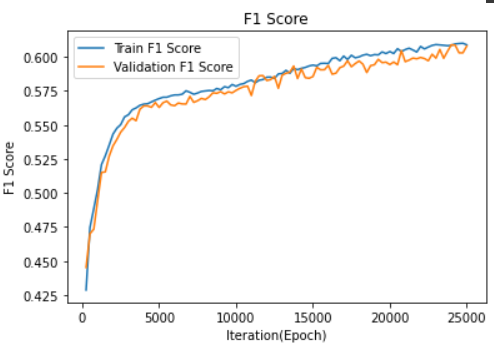 F1 Score
Train F1 Score
Validation F1 Score
0.600
0.575
0.550
0.525
0.500
0.475
0.450
0.425
F1 Score
0
5000
10000
15000
20000
25000
Iteration(Epoch)